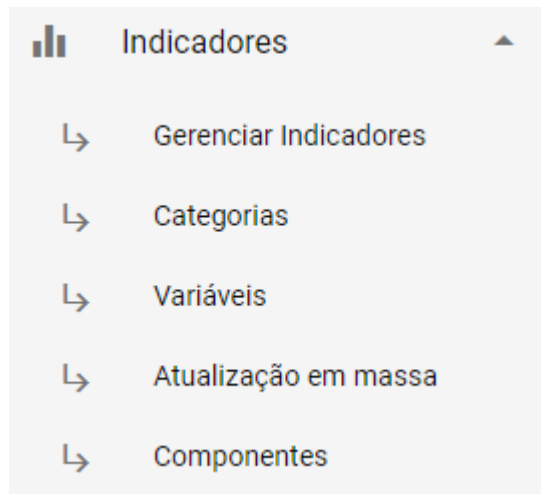 Indicadores
Gerenciar Indicadores
Categorias
Variáveis
Atualização em massa
Componentes